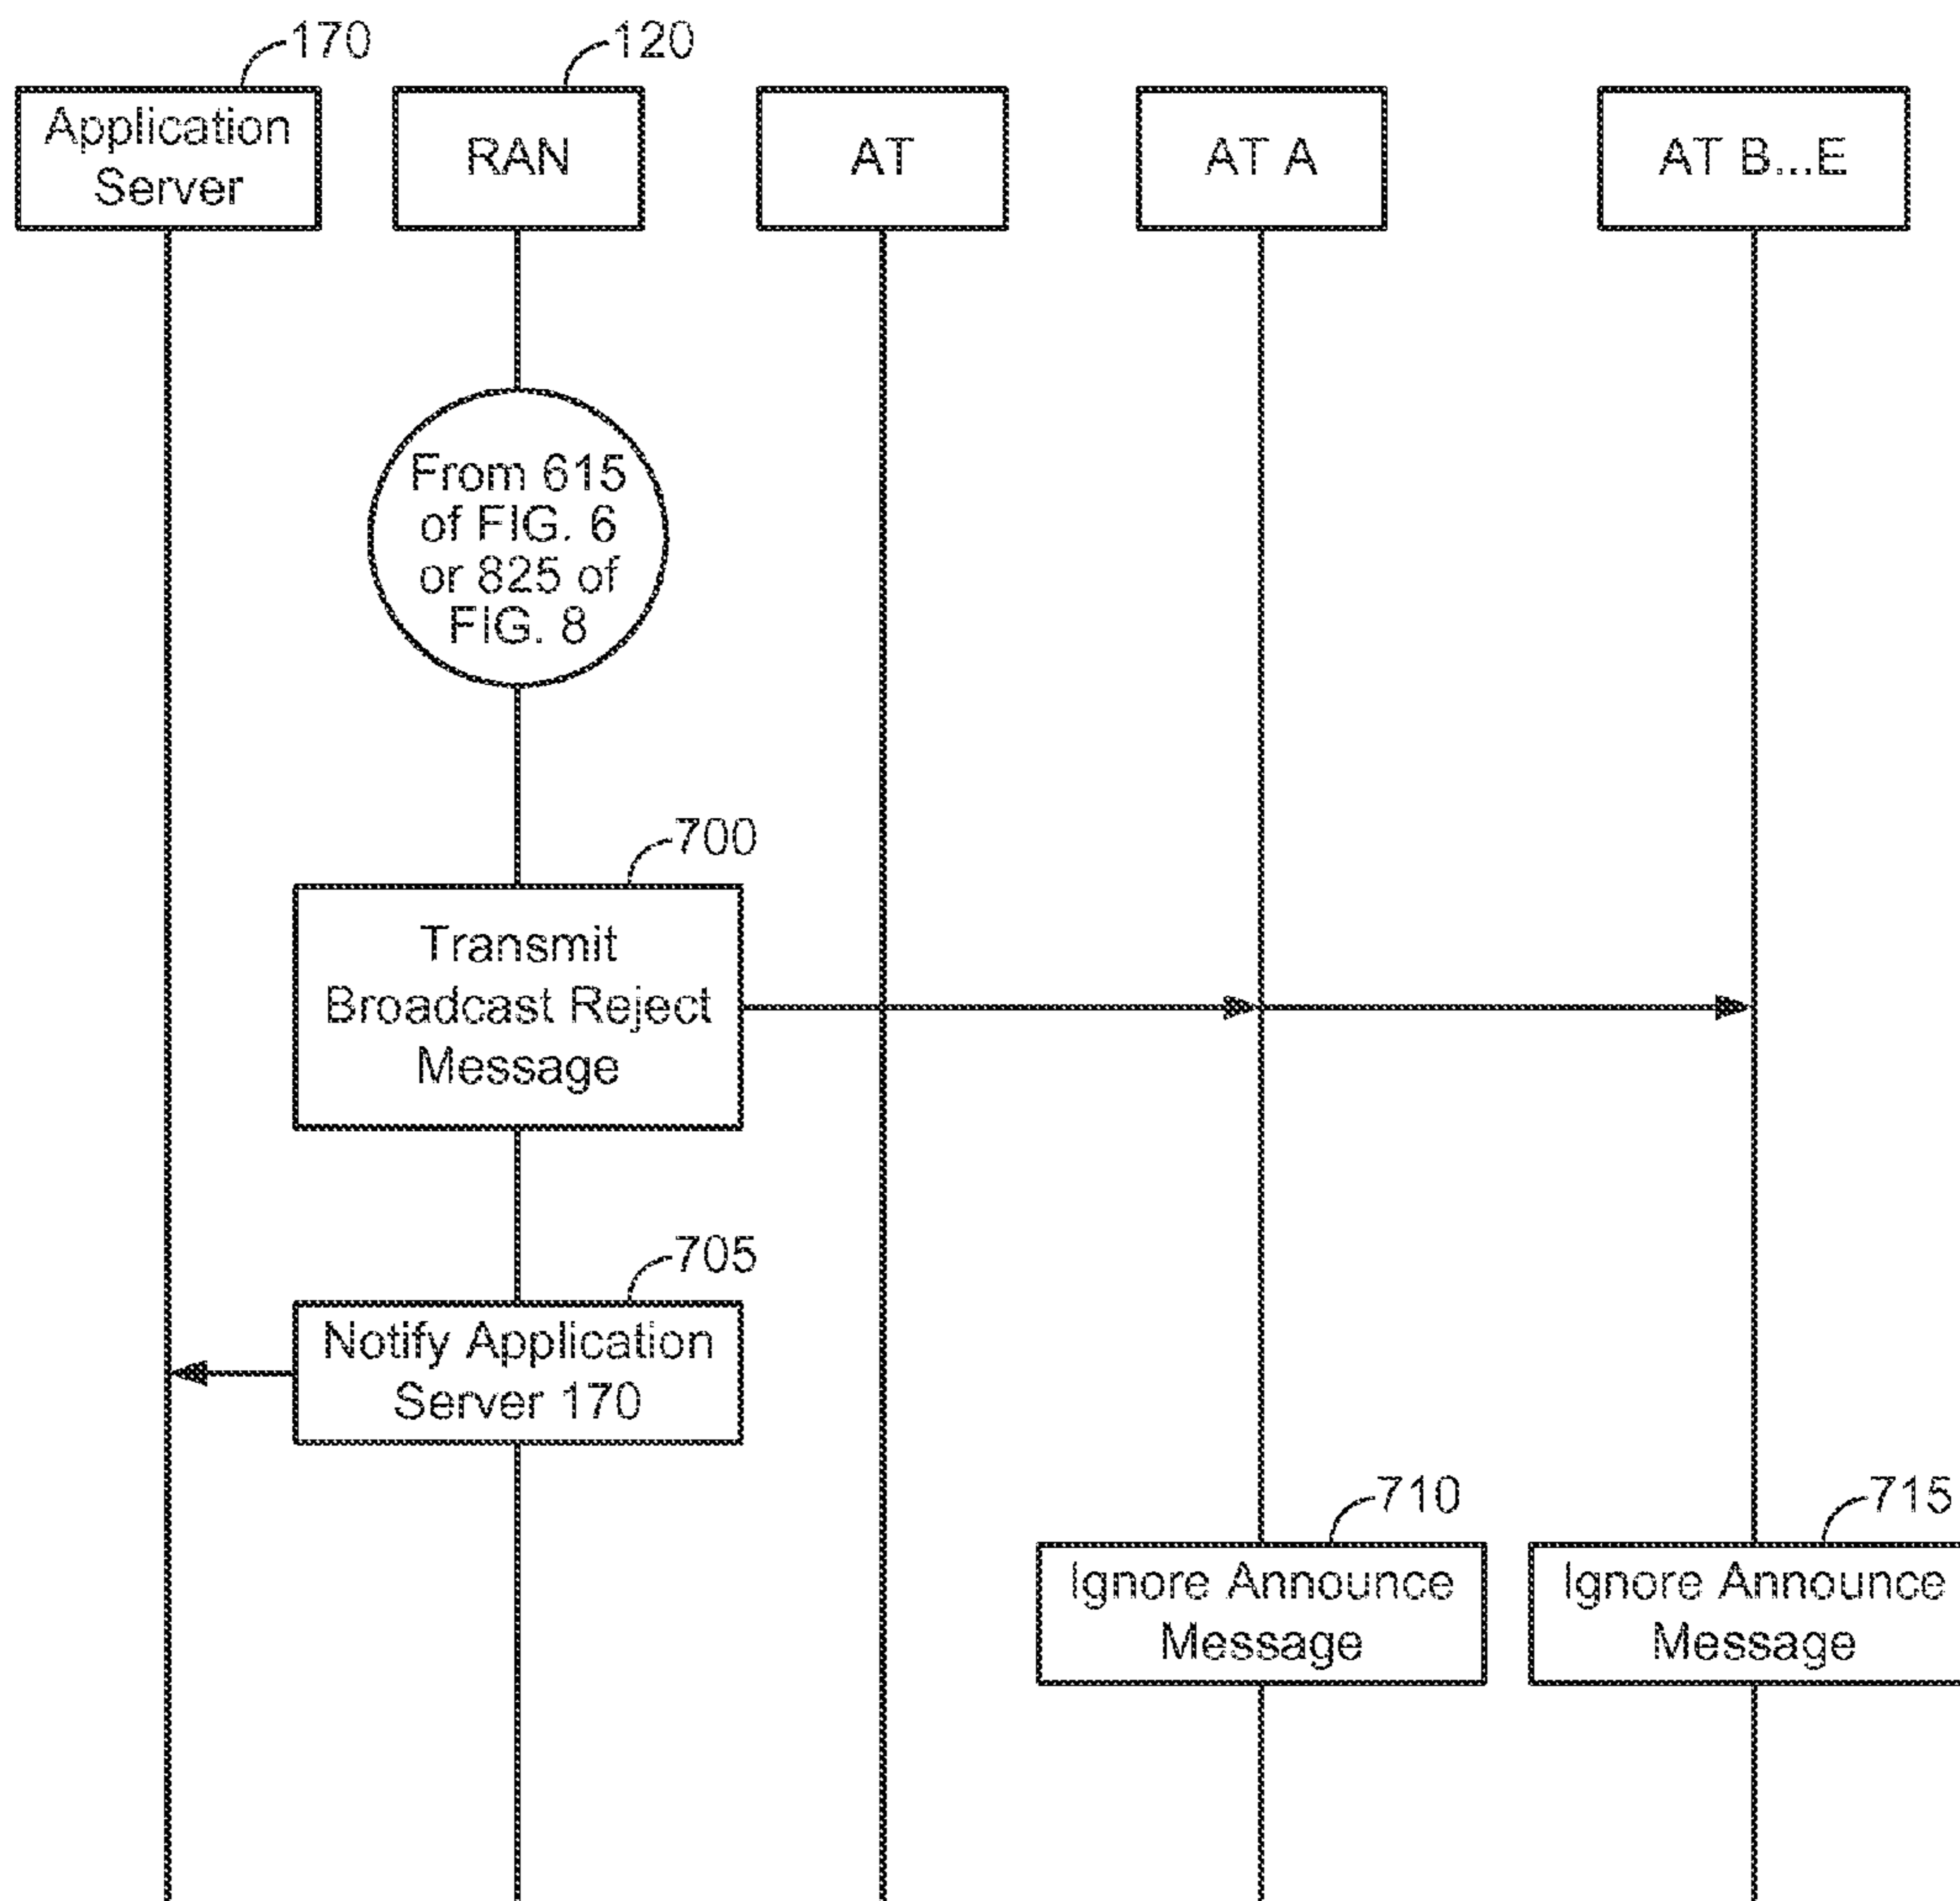 170
120
Application
Server
RAN
AT
AT A
AT B...E
From 615
of FIG. 6
or 825 of
FIG. 8
700
Transmit
Broadcast Reject
Message
705
Notify Application
Server 170
710
715
Ignore Announce
Message
Ignore Announce
Message